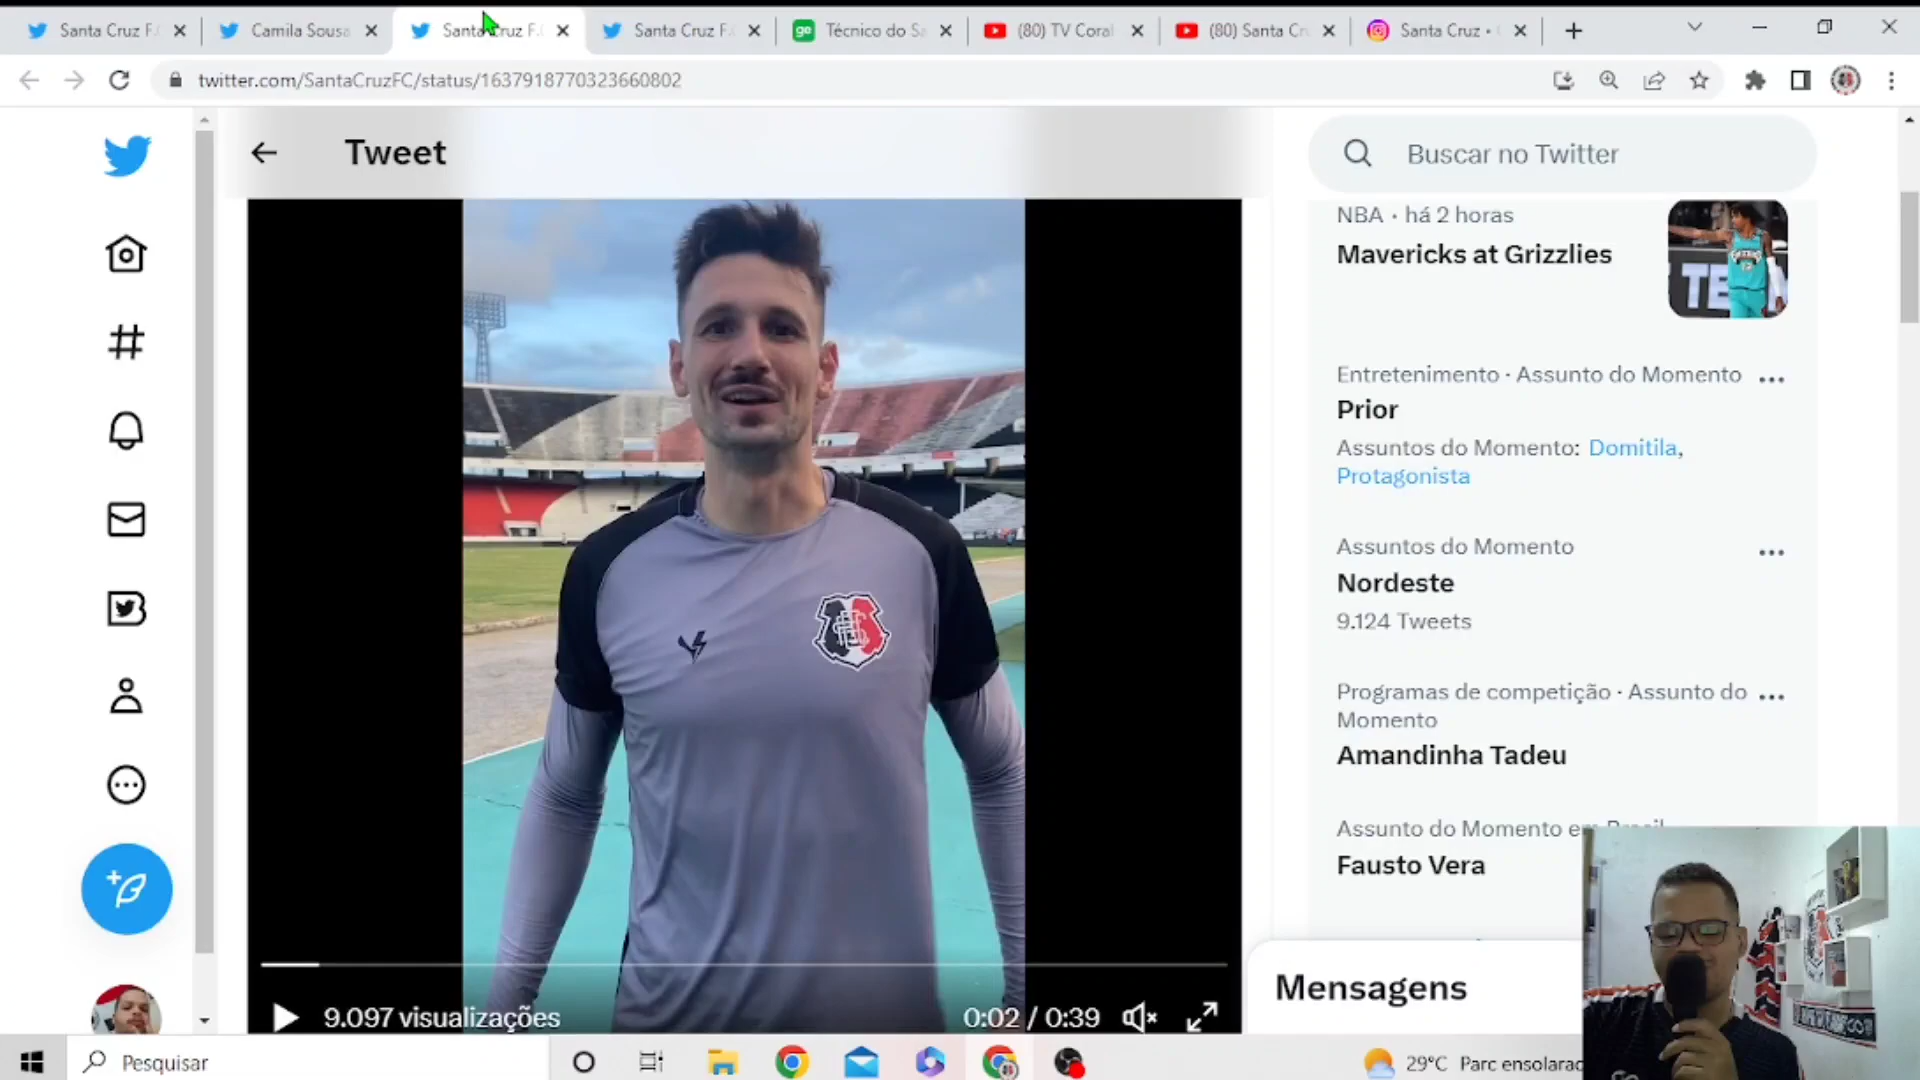 Santa Cruz F.
Camila Sousa
Santa Cruz F.
Santa Cruz F.
ge
Técnico do Sa
(80) TV Coral
(80) Santa Cr
Santa Cruz •
twitter.com/SantaCruzFC/status/1637918770323660802
Tweet
Buscar no Twitter
NBA · há 2 horas
Mavericks at Grizzlies
Entretenimento · Assunto do Momento
Prior
Assuntos do Momento: Domitila,
Protagonista
Assuntos do Momento
Nordeste
9.124 Tweets
Programas de competição · Assunto do
Momento
Amandinha Tadeu
Assunto do Momento em Brasil
Fausto Vera
Mensagens
9.097 visualizações
0:02 / 0:39
Pesquisar
29°C Parc ensolarad